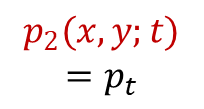 p₂(x, y; t)
= pₜ